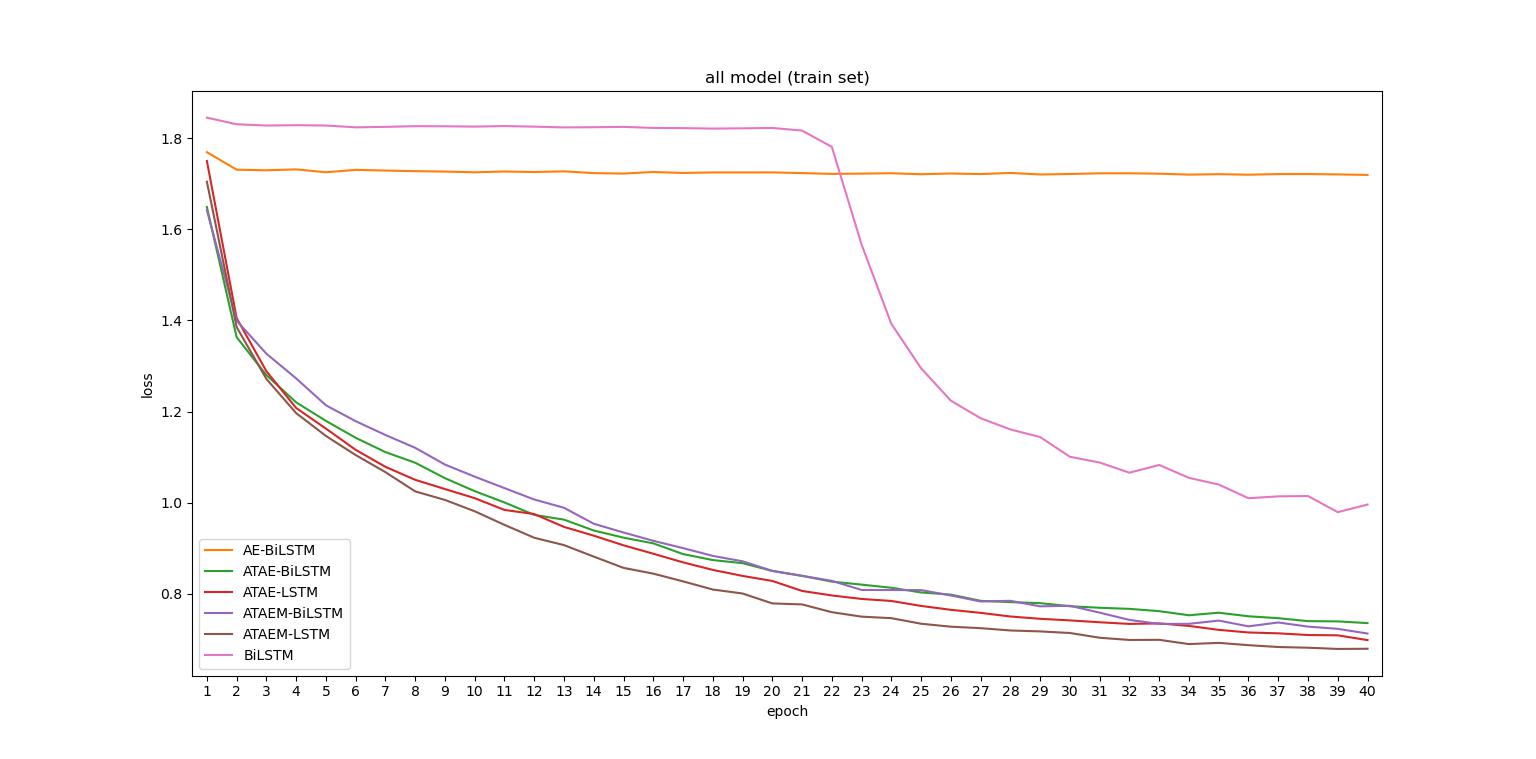 all model (train set)
1.8
1.6
1.4
1.2
1.0
0.8
loss
AE-BiLSTM
ATAE-BiLSTM
ATAE-LSTM
ATAEM-BiLSTM
ATAEM-LSTM
BiLSTM
1 2 3 4 5 6 7 8 9 10 11 12 13 14 15 16 17 18 19 20 21 22 23 24 25 26 27 28 29 30 31 32 33 34 35 36 37 38 39 40
epoch